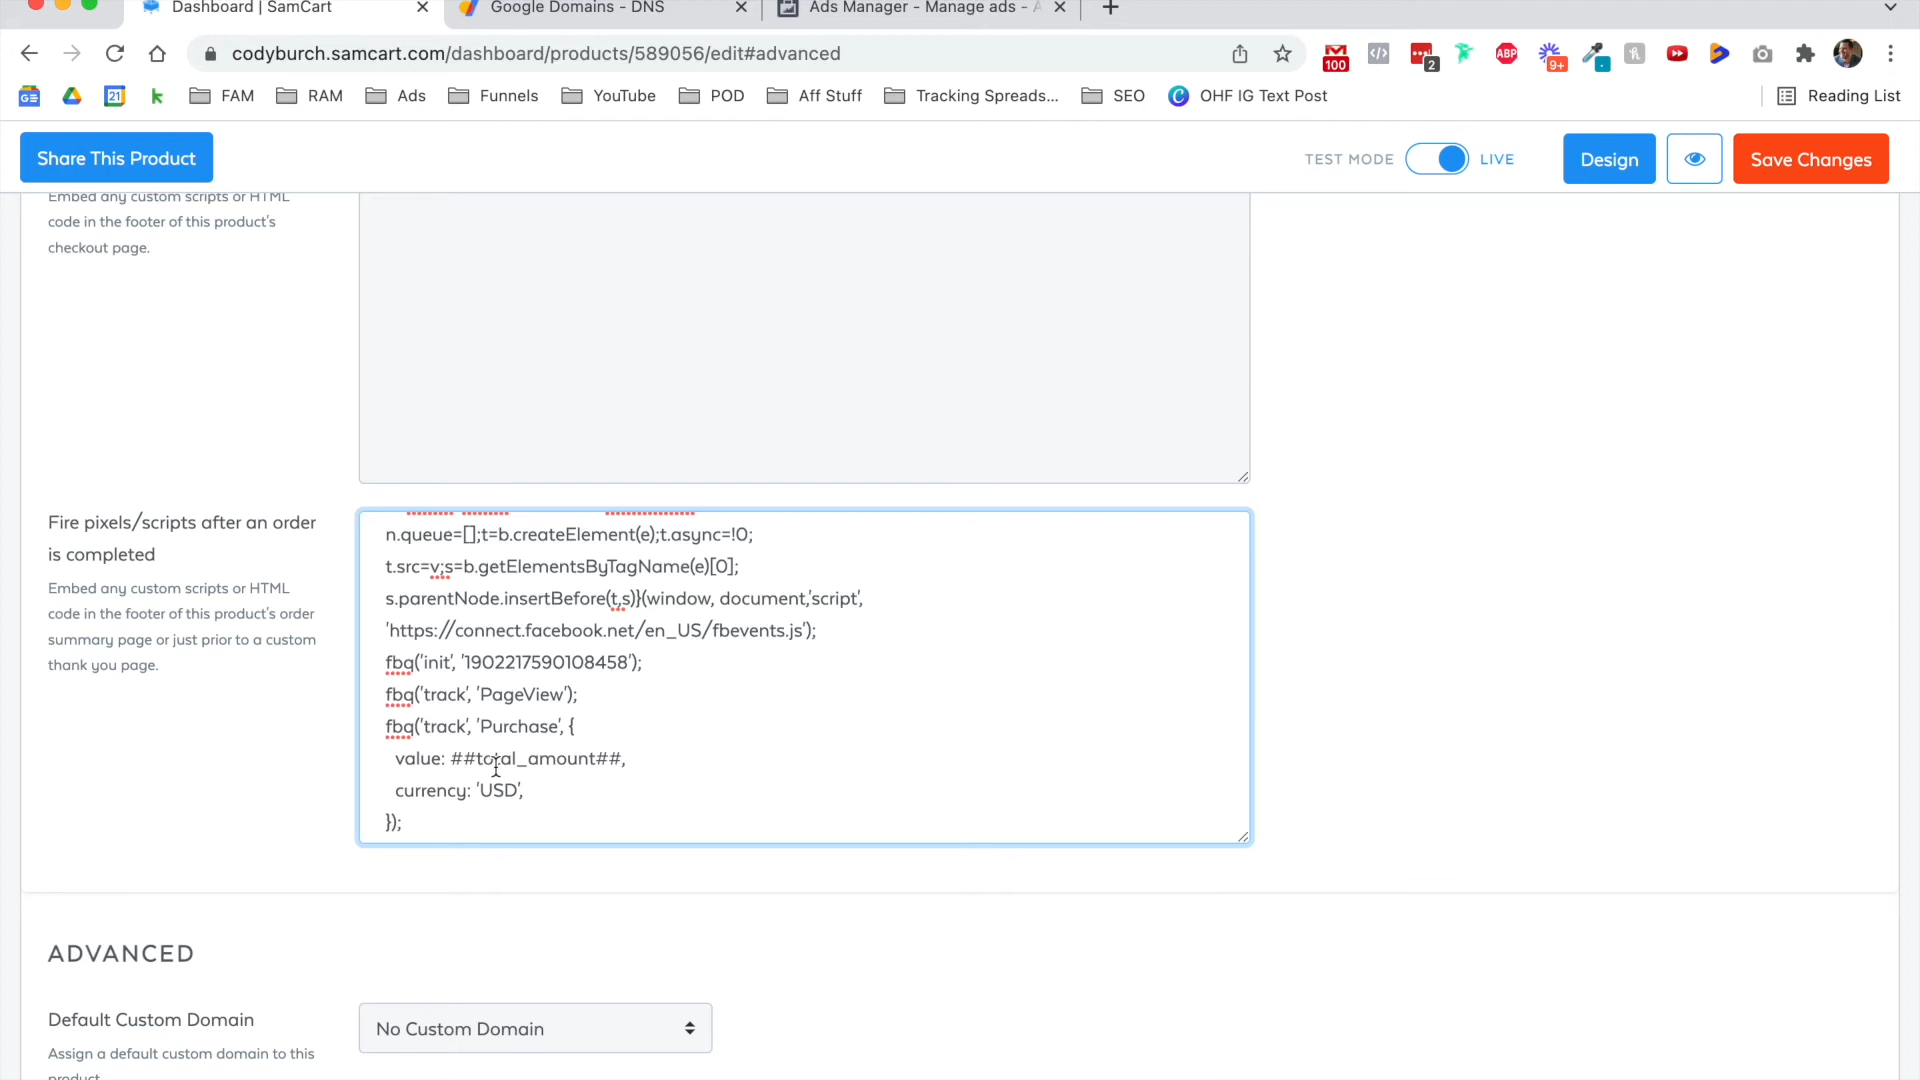 Dashboard | SamCart
Google Domains - DNS
Ads Manager - Manage ads - A
codyburch.samcart.com/dashboard/products/589056/edit#advanced
100
2
ABP
9+
GE
21
k
FAM
RAM
Ads
Funnels
YouTube
POD
Aff Stuff
Tracking Spreads...
SEO
C
OHF IG Text Post
Reading List
Share This Product
TEST MODE
LIVE
Design
Save Changes
Embed any custom scripts or HTML
code in the footer of this product's
checkout page.
Fire pixels/scripts after an order
is completed
Embed any custom scripts or HTML
code in the footer of this product's order
summary page or just prior to a custom
thank you page.
n.queue=[];t=b.createElement(e);t.async=!0;
t.src=v;s=b.getElementsByTagName(e)[0];
s.parentNode.insertBefore(t,s)}(window, document,'script',
'https://connect.facebook.net/en_US/fbevents.js');
fbq('init', '1902217590108458');
fbq('track', 'PageView');
fbq('track', 'Purchase', {
value: ##total_amount##,
currency: 'USD',
});
ADVANCED
Default Custom Domain
No Custom Domain
Assign a default custom domain to this
product